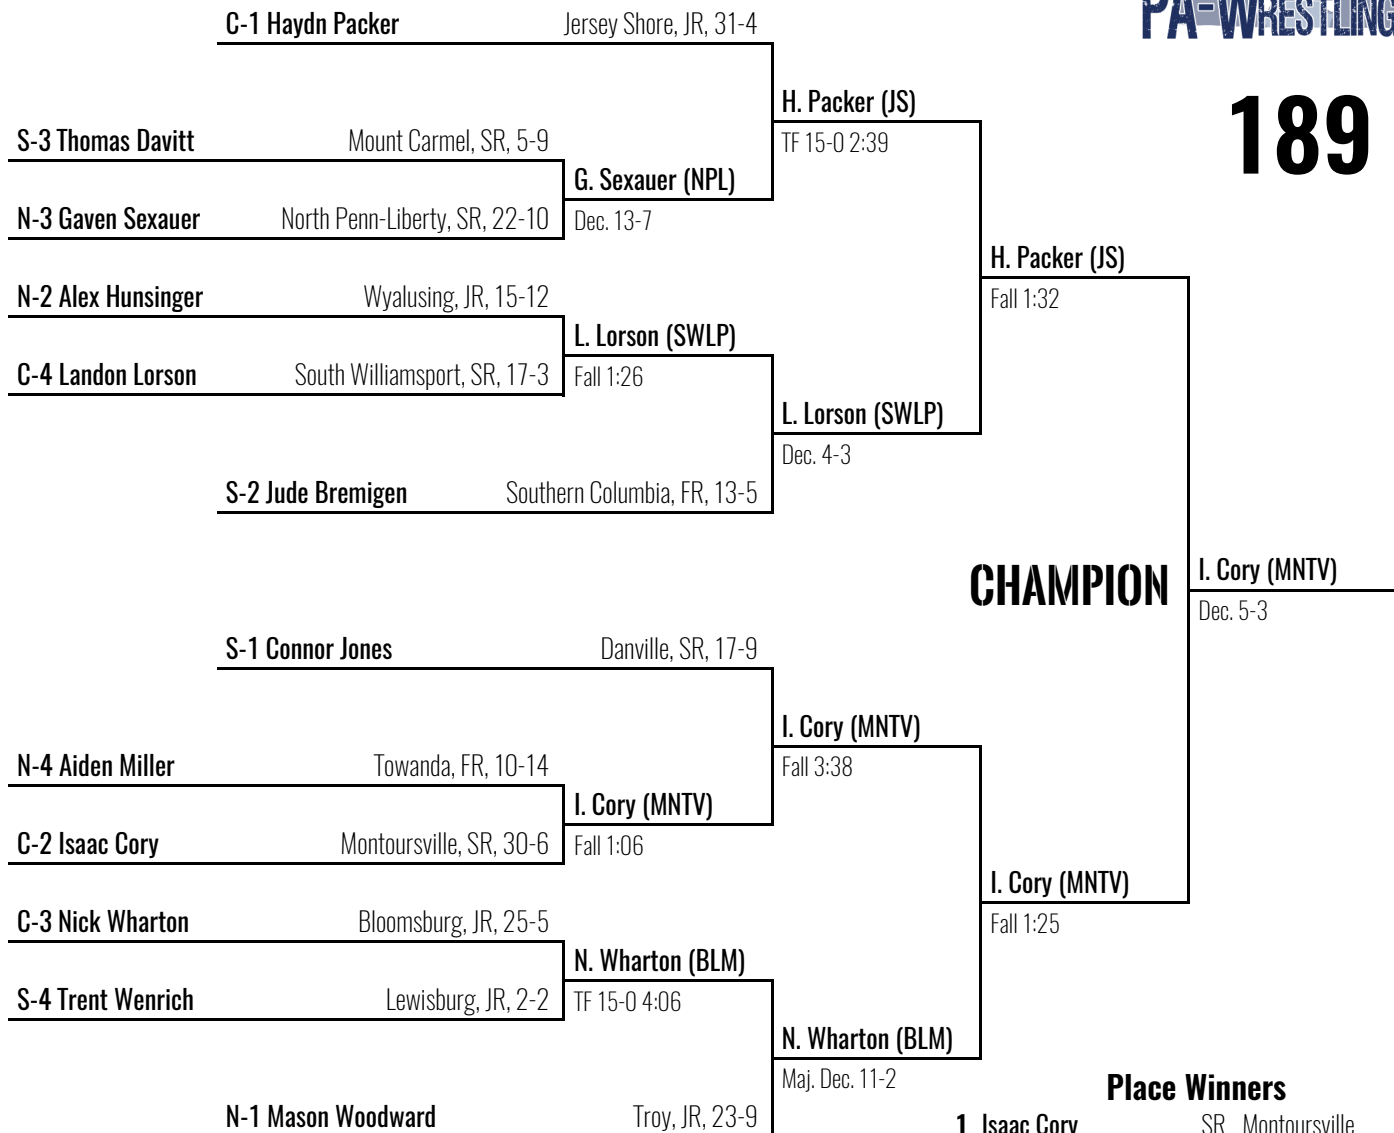 PA-WRESTLING
189
C-1 Haydn Packer Jersey Shore, JR, 31-4
H. Packer (JS)
TF 15-0 2:39
S-3 Thomas Davitt Mount Carmel, SR, 5-9
G. Sexauer (NPL)
Dec. 13-7
N-3 Gaven Sexauer North Penn-Liberty, SR, 22-10
H. Packer (JS)
Fall 1:32
N-2 Alex Hunsinger Wyalusing, JR, 15-12
L. Lorson (SWLP)
Fall 1:26
C-4 Landon Lorson South Williamsport, SR, 17-3
L. Lorson (SWLP)
Dec. 4-3
S-2 Jude Bremigen Southern Columbia, FR, 13-5
CHAMPION
I. Cory (MNTV)
Dec. 5-3
S-1 Connor Jones Danville, SR, 17-9
I. Cory (MNTV)
Fall 3:38
N-4 Aiden Miller Towanda, FR, 10-14
I. Cory (MNTV)
Fall 1:06
C-2 Isaac Cory Montoursville, SR, 30-6
I. Cory (MNTV)
Fall 1:25
C-3 Nick Wharton Bloomsburg, JR, 25-5
N. Wharton (BLM)
TF 15-0 4:06
S-4 Trent Wenrich Lewisburg, JR, 2-2
N. Wharton (BLM)
Maj. Dec. 11-2
N-1 Mason Woodward Troy, JR, 23-9
Place Winners
1 Isaac Cory SR Montoursville